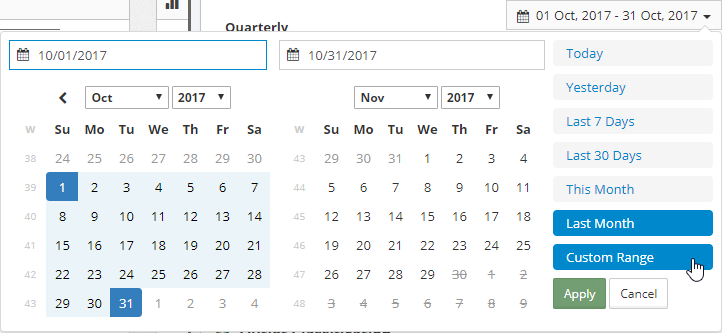 Quarterly
01 Oct, 2017 - 31 Oct, 2017
10/01/2017
10/31/2017
Today
Yesterday
Last 7 Days
Last 30 Days
This Month
Last Month
Custom Range
Apply Cancel
Oct 2017
W Su Mo Tu We Th Fr Sa
38 24 25 26 27 28 29 30
39 1 2 3 4 5 6 7
40 8 9 10 11 12 13 14
41 15 16 17 18 19 20 21
42 22 23 24 25 26 27 28
43 29 30 31 1 2 3 4
Nov 2017
W Su Mo Tu We Th Fr Sa
43 29 30 31 1 2 3 4
44 5 6 7 8 9 10 11
45 12 13 14 15 16 17 18
46 19 20 21 22 23 24 25
47 26 27 28 29 30 1 2
48 3 4 5 6 7 8 9